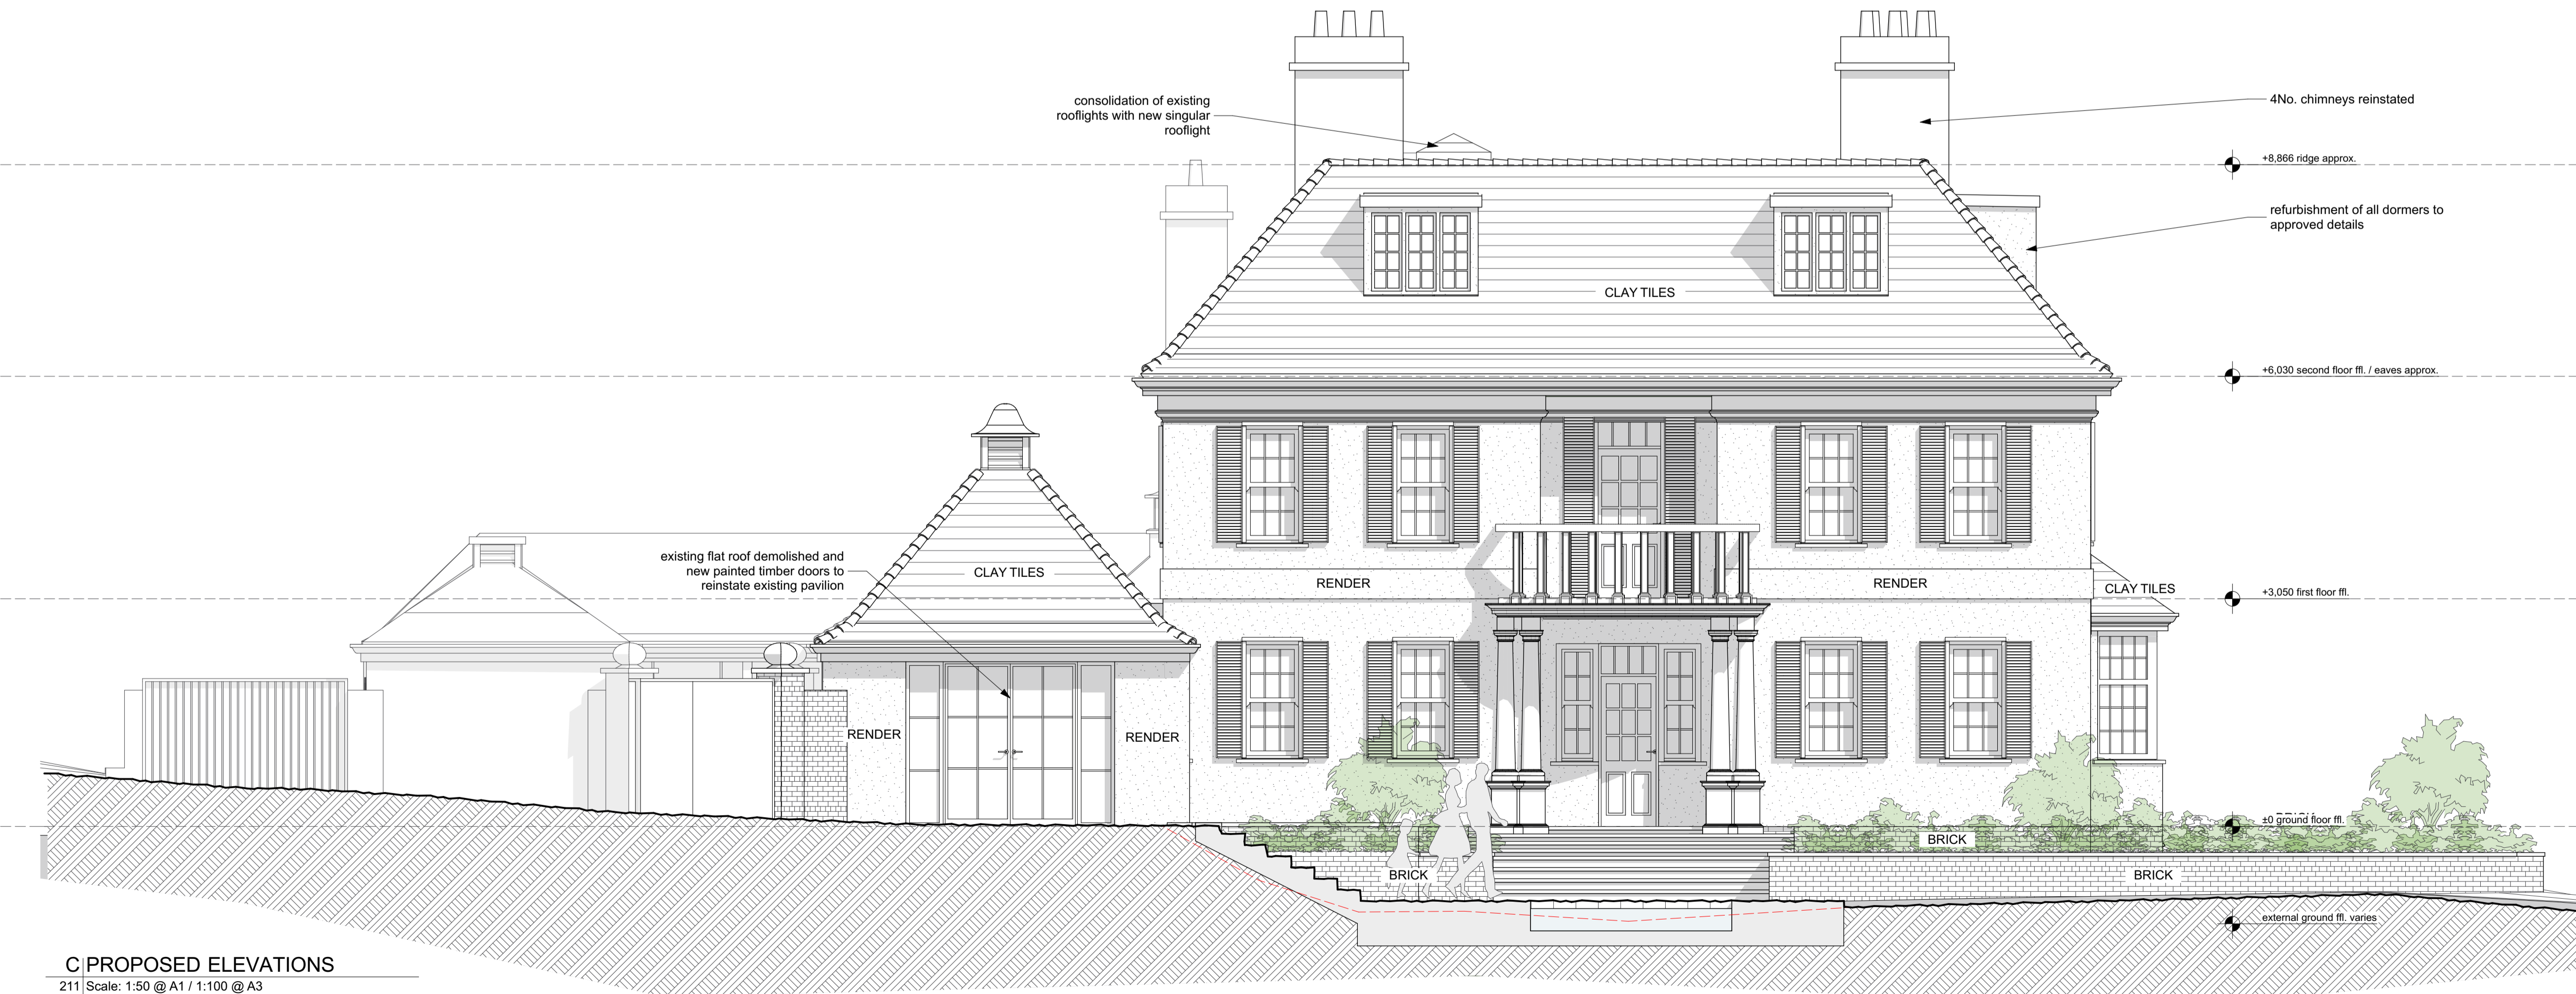 consolidation of existing
rooflights with new singular
rooflight
4No. chimneys reinstated
+8,866 ridge approx.
refurbishment of all dormers to
approved details
CLAY TILES
+6,030 second floor ffl. / eaves approx.
existing flat roof demolished and
new painted timber doors to
reinstate existing pavilion
CLAY TILES
RENDER
RENDER
CLAY TILES
+3,050 first floor ffl.
RENDER
RENDER
±0 ground floor ffl.
BRICK
BRICK
BRICK
external ground ffl. varies
C PROPOSED ELEVATIONS
211 Scale: 1:50 @ A1 / 1:100 @ A3